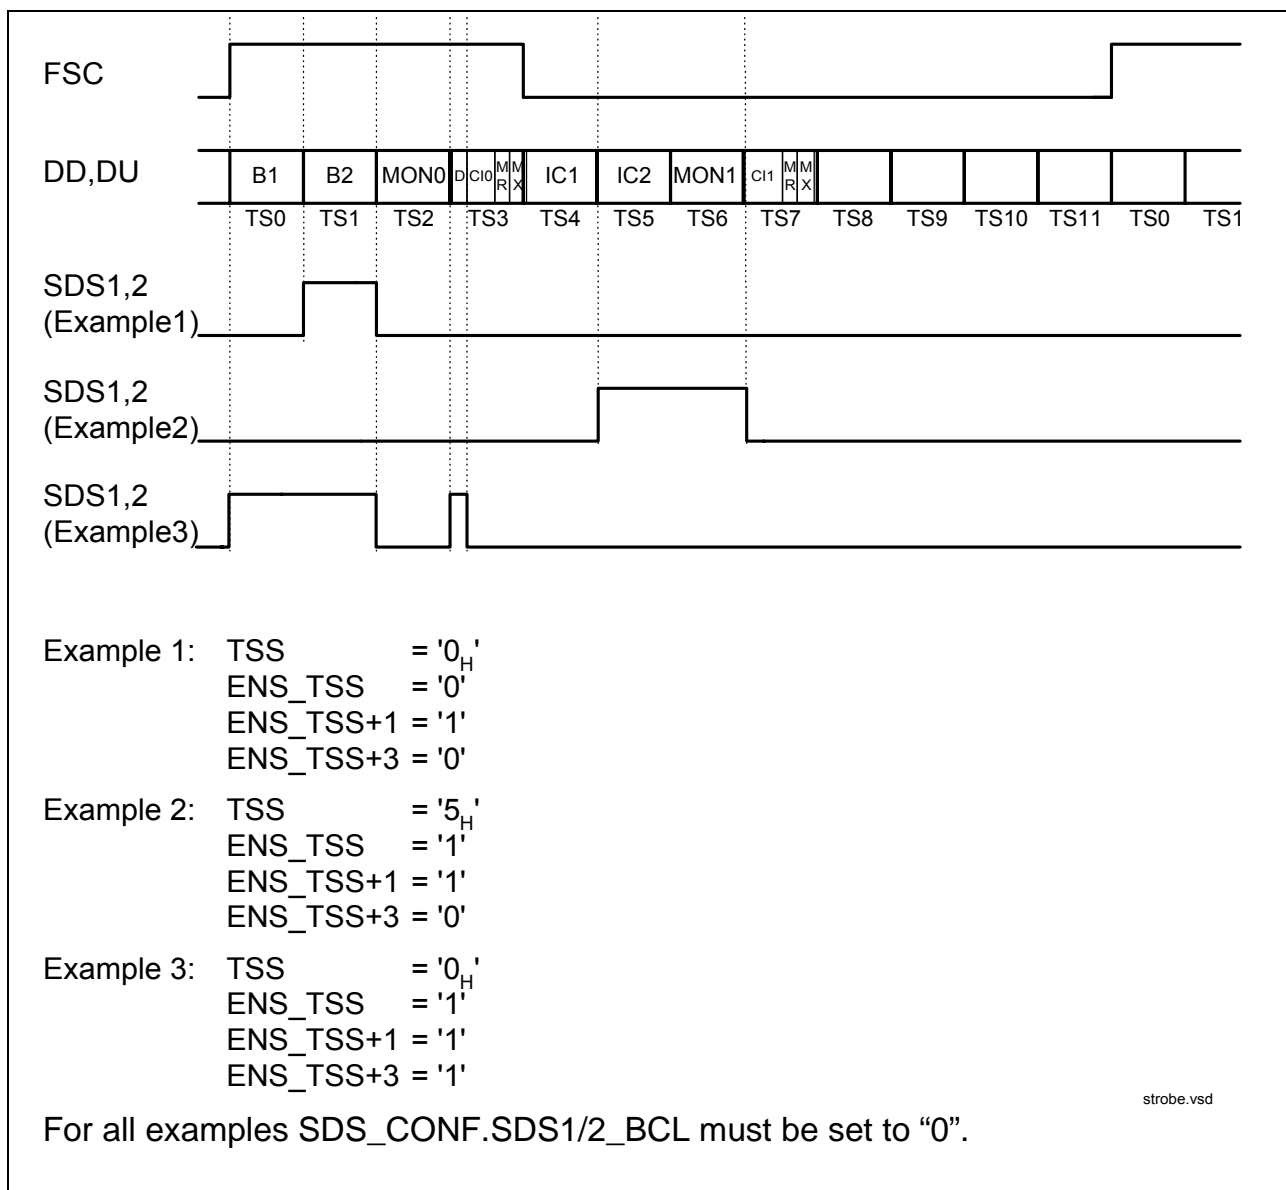 FSC
DD,DU
B1 B2 MON0 D CI0 MR MX IC1 IC2 MON1 CI1 MR MX
TS0 TS1 TS2 TS3 TS4 TS5 TS6 TS7 TS8 TS9 TS10 TS11 TS0 TS1
SDS1,2
(Example1)
SDS1,2
(Example2)
SDS1,2
(Example3)
Example 1: TSS = '0H'
ENS_TSS = '0'
ENS_TSS+1 = '1'
ENS_TSS+3 = '0'
Example 2: TSS = '5H'
ENS_TSS = '1'
ENS_TSS+1 = '1'
ENS_TSS+3 = '0'
Example 3: TSS = '0H'
ENS_TSS = '1'
ENS_TSS+1 = '1'
ENS_TSS+3 = '1'
strobe.vsd
For all examples SDS_CONF.SDS1/2_BCL must be set to “0”.